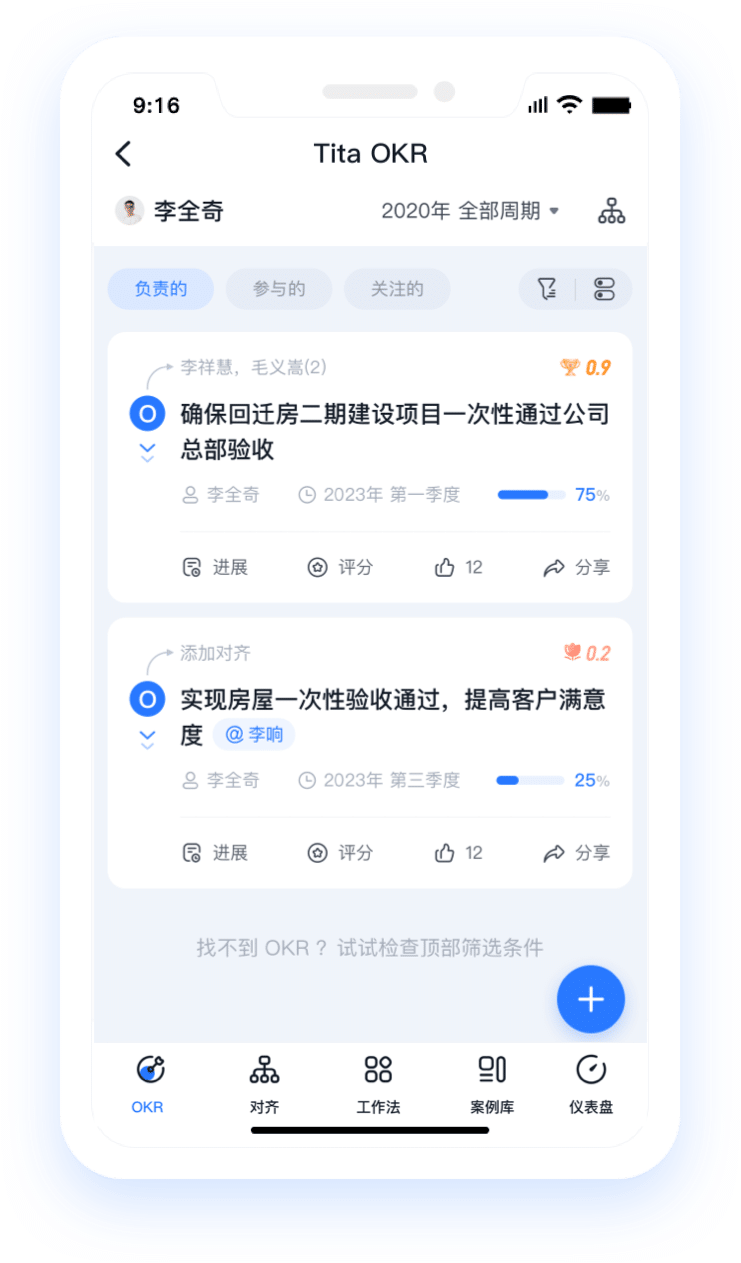 9:16
Tita OKR
李全奇 2020年 全部周期
负责的 参与的 关注的
李祥慧，毛义嵩(2) 0.9
O 确保回迁房二期建设项目一次性通过公司
总部验收
李全奇 2023年 第一季度 75%
进展 评分 12 分享
添加对齐 0.2
O 实现房屋一次性验收通过，提高客户满意
度 @李响
李全奇 2023年 第三季度 25%
进展 评分 12 分享
找不到 OKR ？试试检查顶部筛选条件
OKR 对齐 工作法 案例库 仪表盘